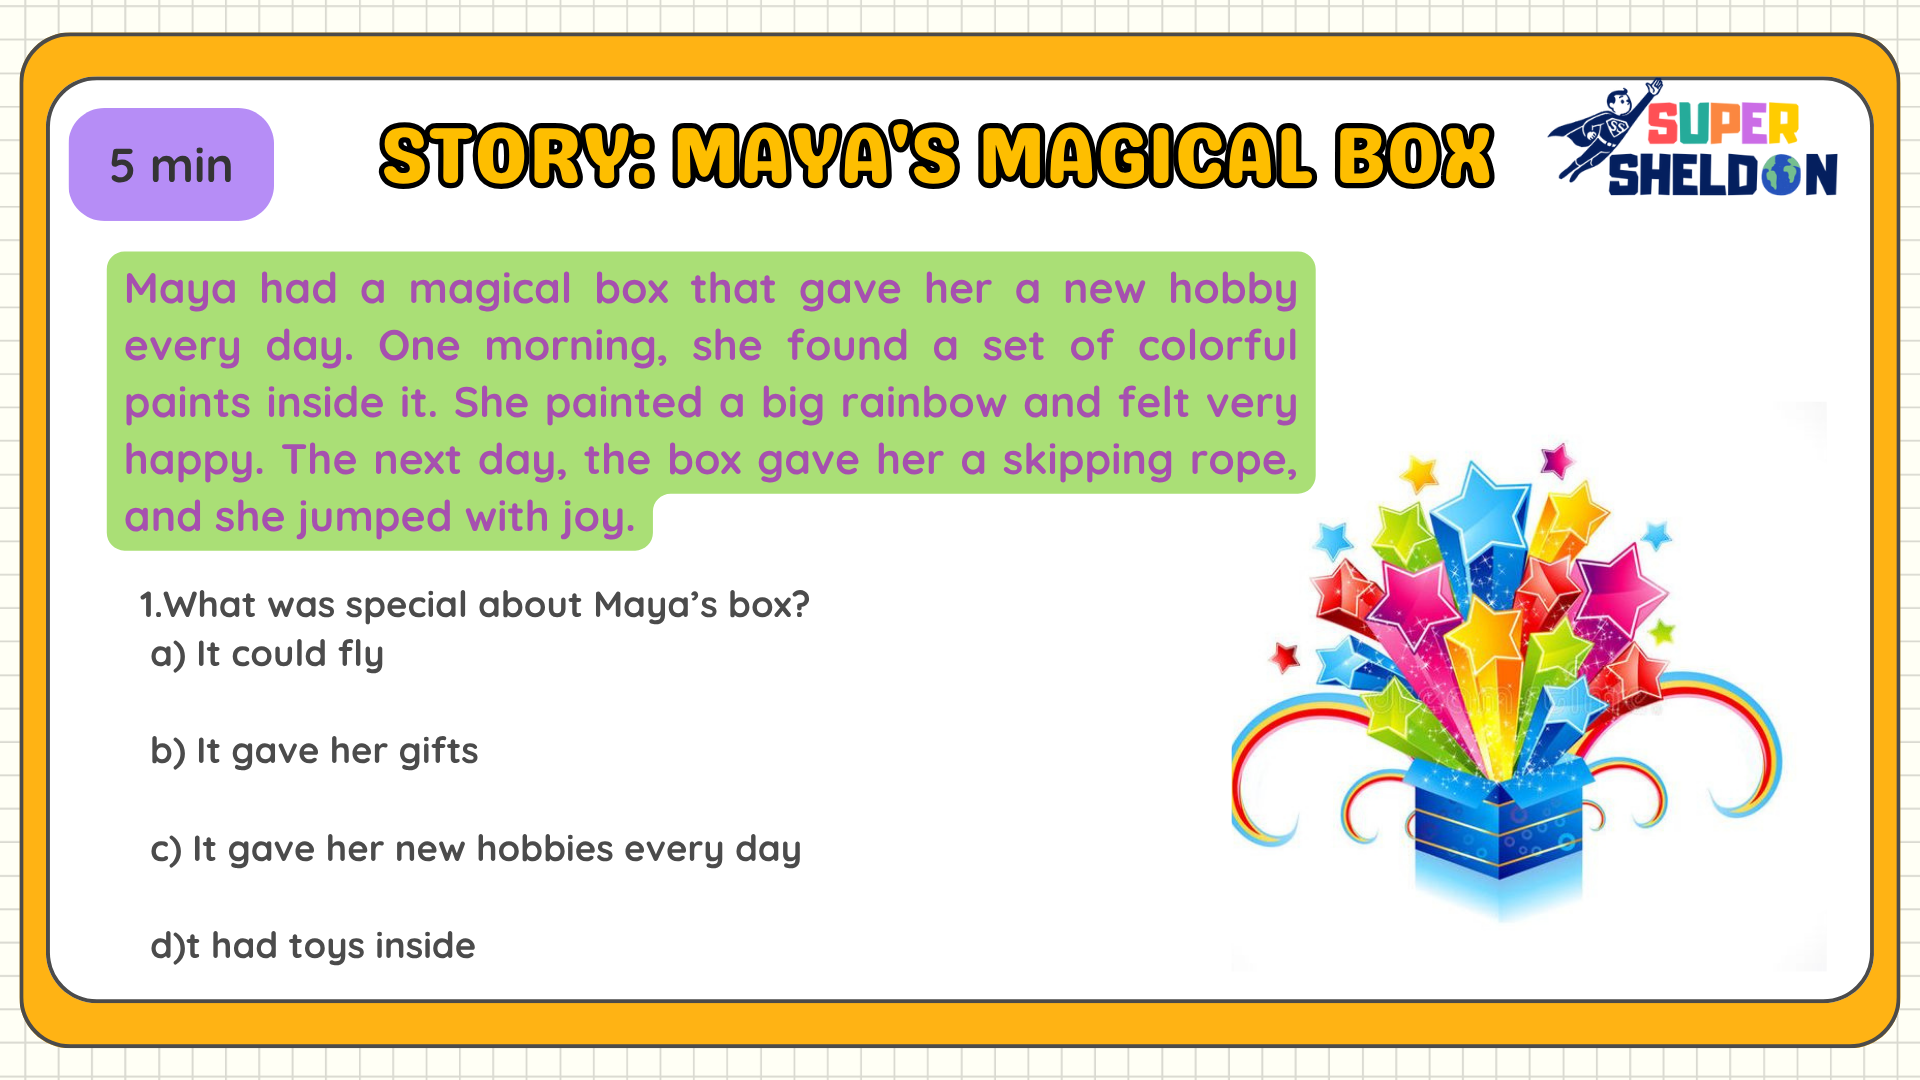 5 min
STORY: MAYA'S MAGICAL BOX
SUPER
SHELDON
Maya had a magical box that gave her a new hobby
every day. One morning, she found a set of colorful
paints inside it. She painted a big rainbow and felt very
happy. The next day, the box gave her a skipping rope,
and she jumped with joy.
1.What was special about Maya’s box?
a) It could fly
b) It gave her gifts
c) It gave her new hobbies every day
d)t had toys inside